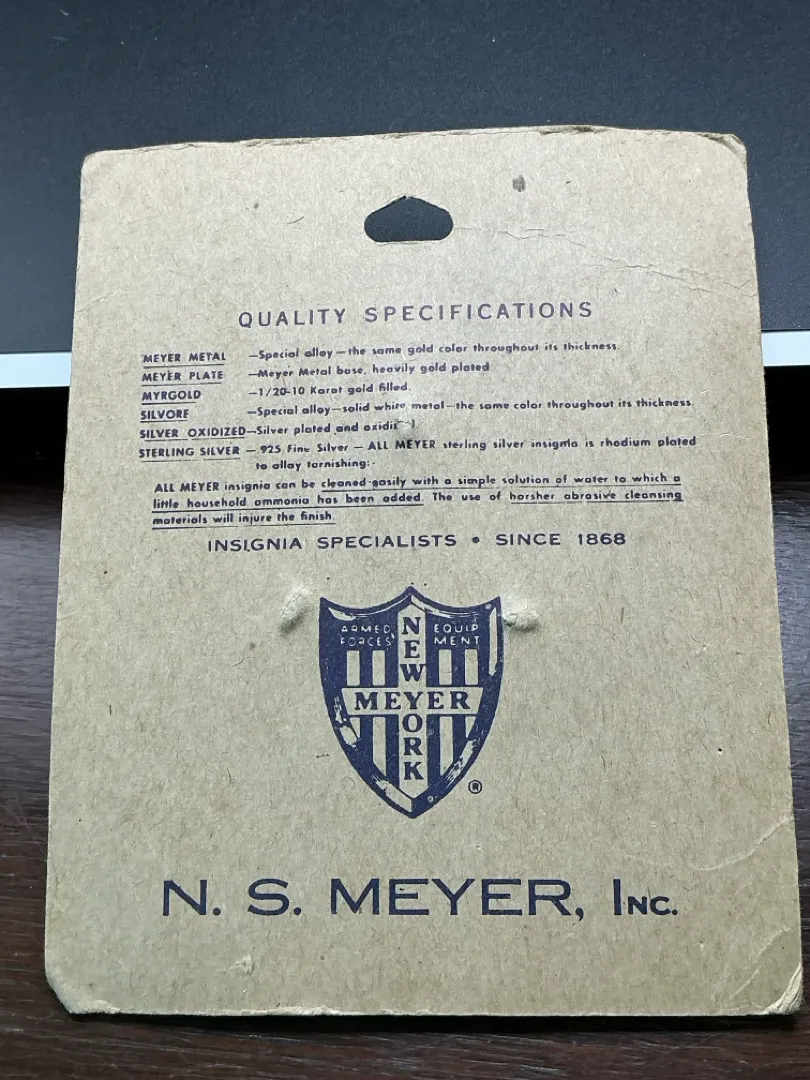 QUALITY SPECIFICATIONS
MEYER METAL —Special alloy—the same gold color throughout its thickness.
MEYER PLATE —Meyer Metal base, heavily gold plated
MYRGOLD —1/20-10 Karat gold filled.
SILVORE —Special alloy—solid white metal—the same color throughout its thickness.
SILVER OXIDIZED—Silver plated and
STERLING SILVER —.925 Fine Silver — ALL MEYER sterling silver insignia is rhodium plated
to allay tarnishing:-
ALL MEYER insignia can be cleaned easily with a simple solution of water to which a
little household ammonia has been added. The use of harsher abrasive cleansing
materials will injure the finish.
INSIGNIA SPECIALISTS • SINCE 1868
ARMED FORCES'
EQUIP
MENT
NEW YORK
MEYER
®
N. S. MEYER, INC.